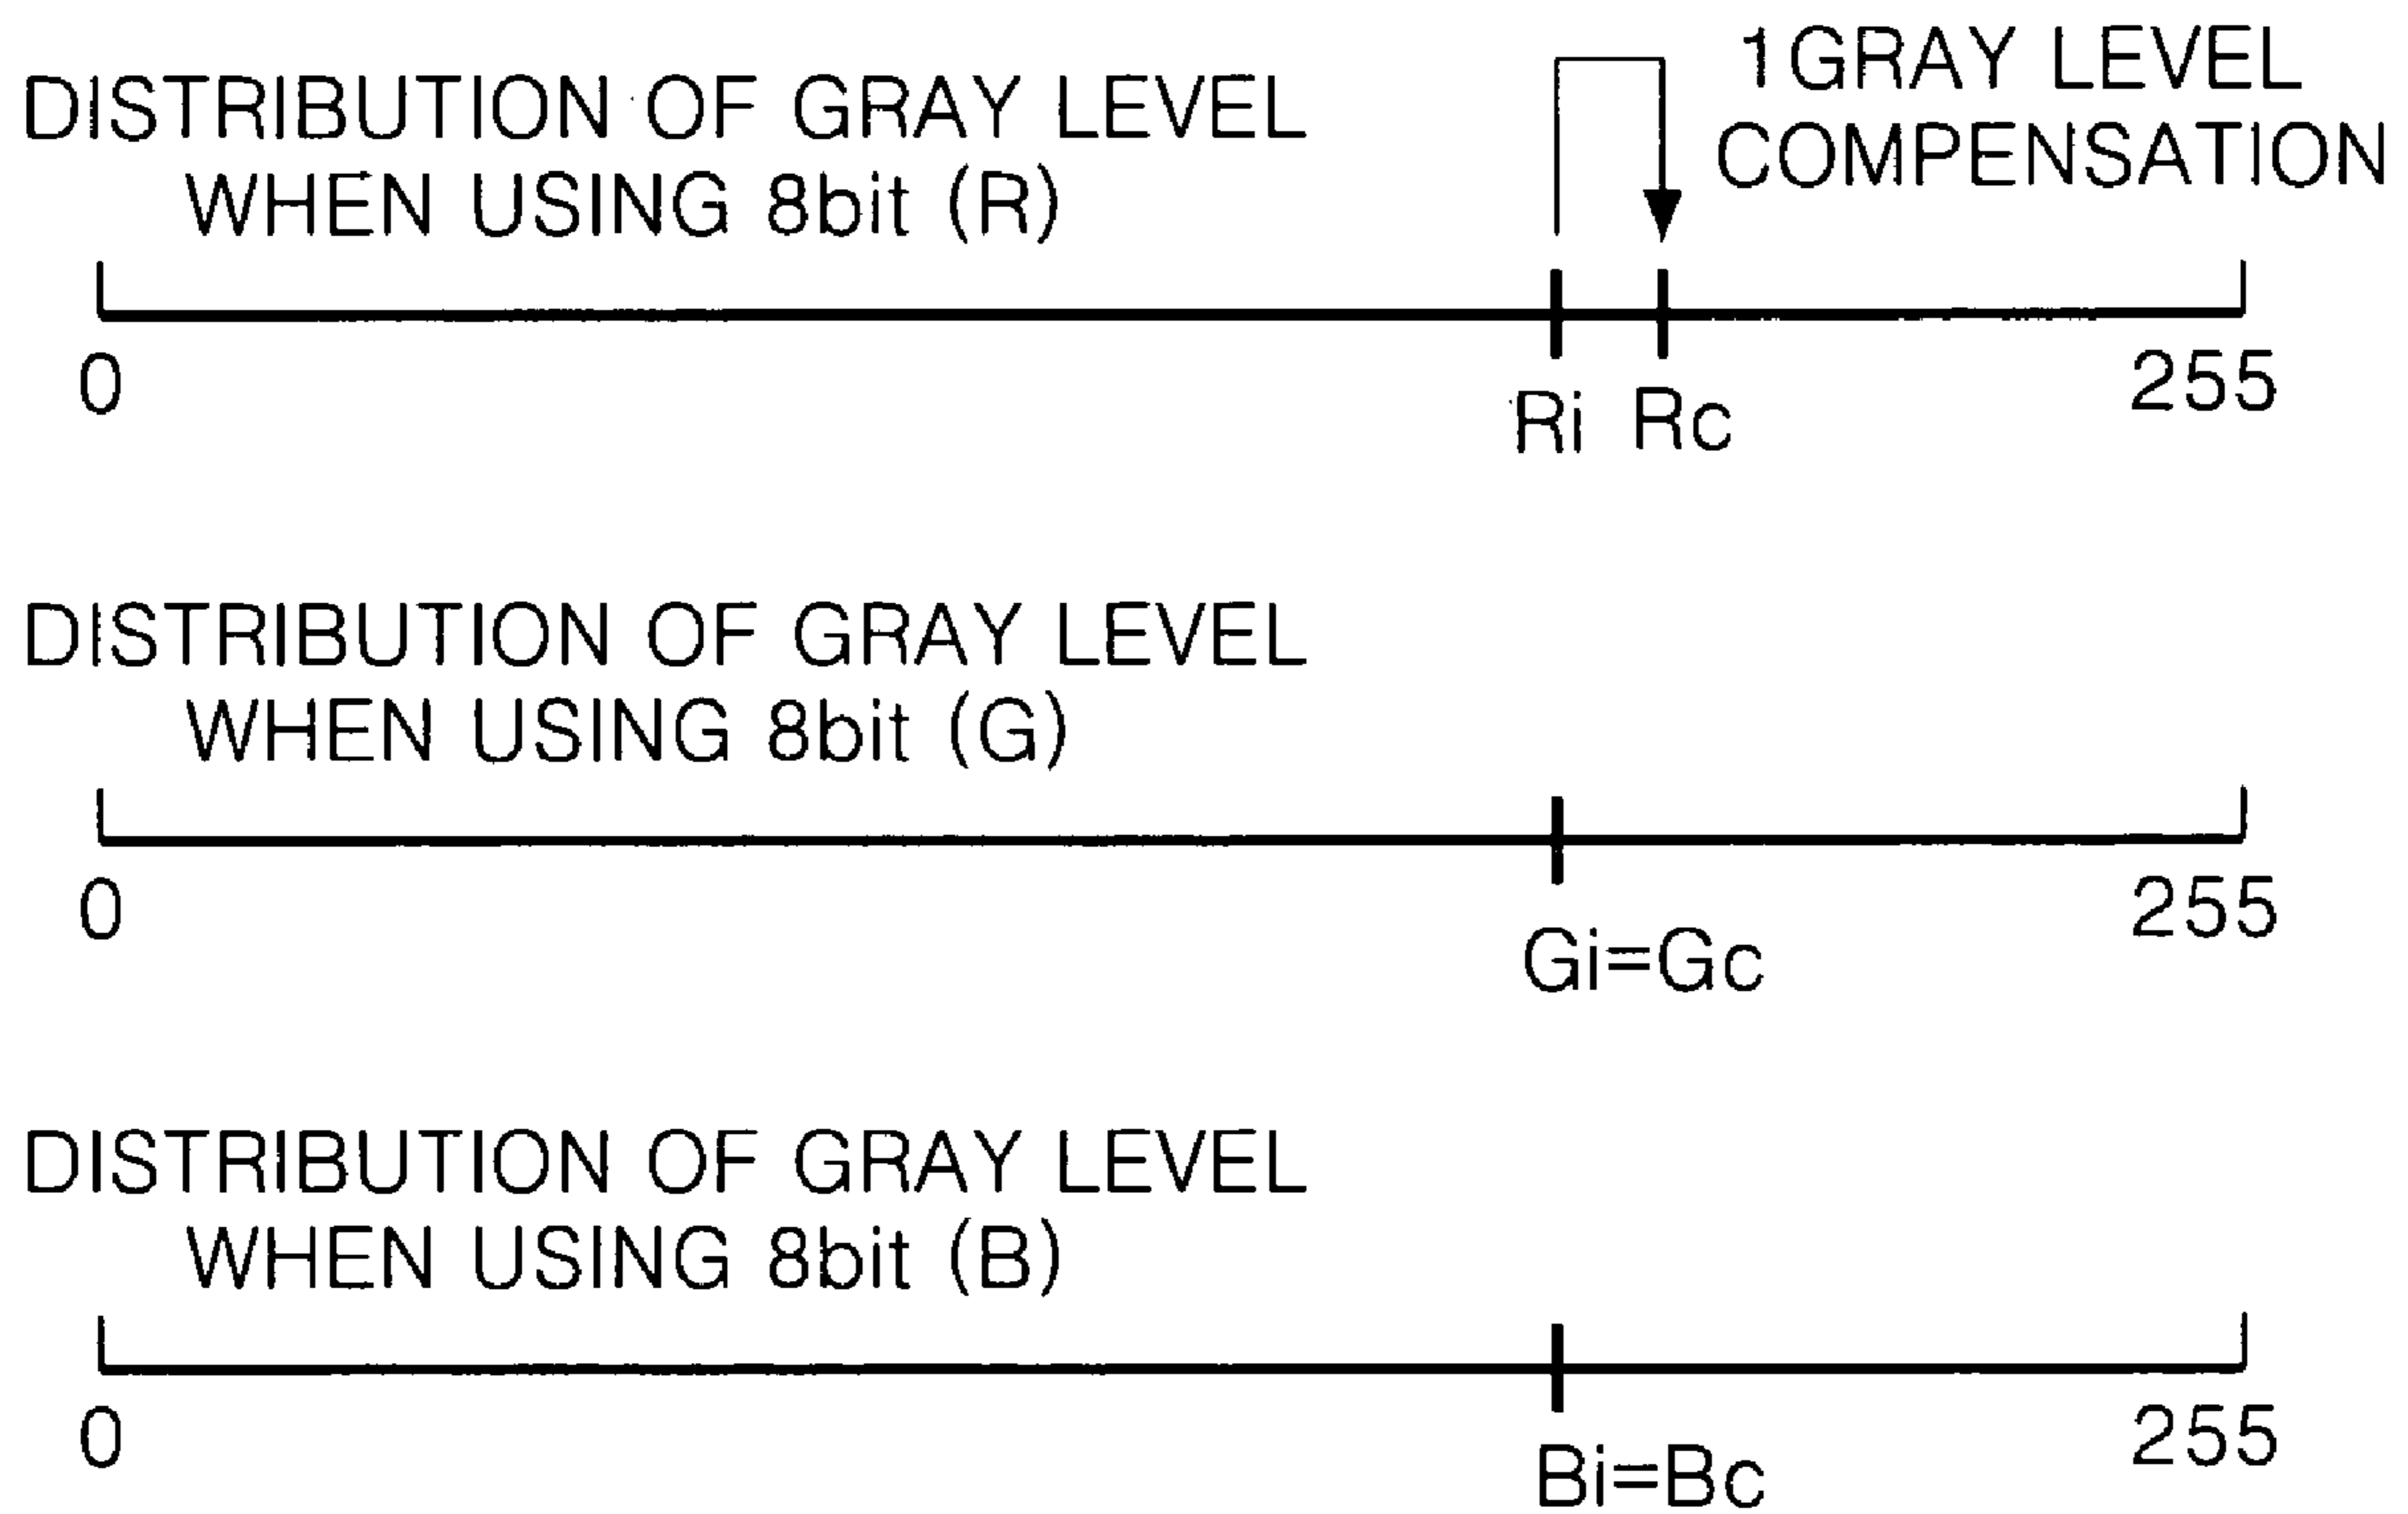 DISTRIBUTION OF GRAY LEVEL
WHEN USING 8bit (R)
1GRAY LEVEL
COMPENSATION
0
Ri
Rc
255
DISTRIBUTION OF GRAY LEVEL
WHEN USING 8bit (G)
0
Gi=Gc
255
DISTRIBUTION OF GRAY LEVEL
WHEN USING 8bit (B)
0
Bi=Bc
255